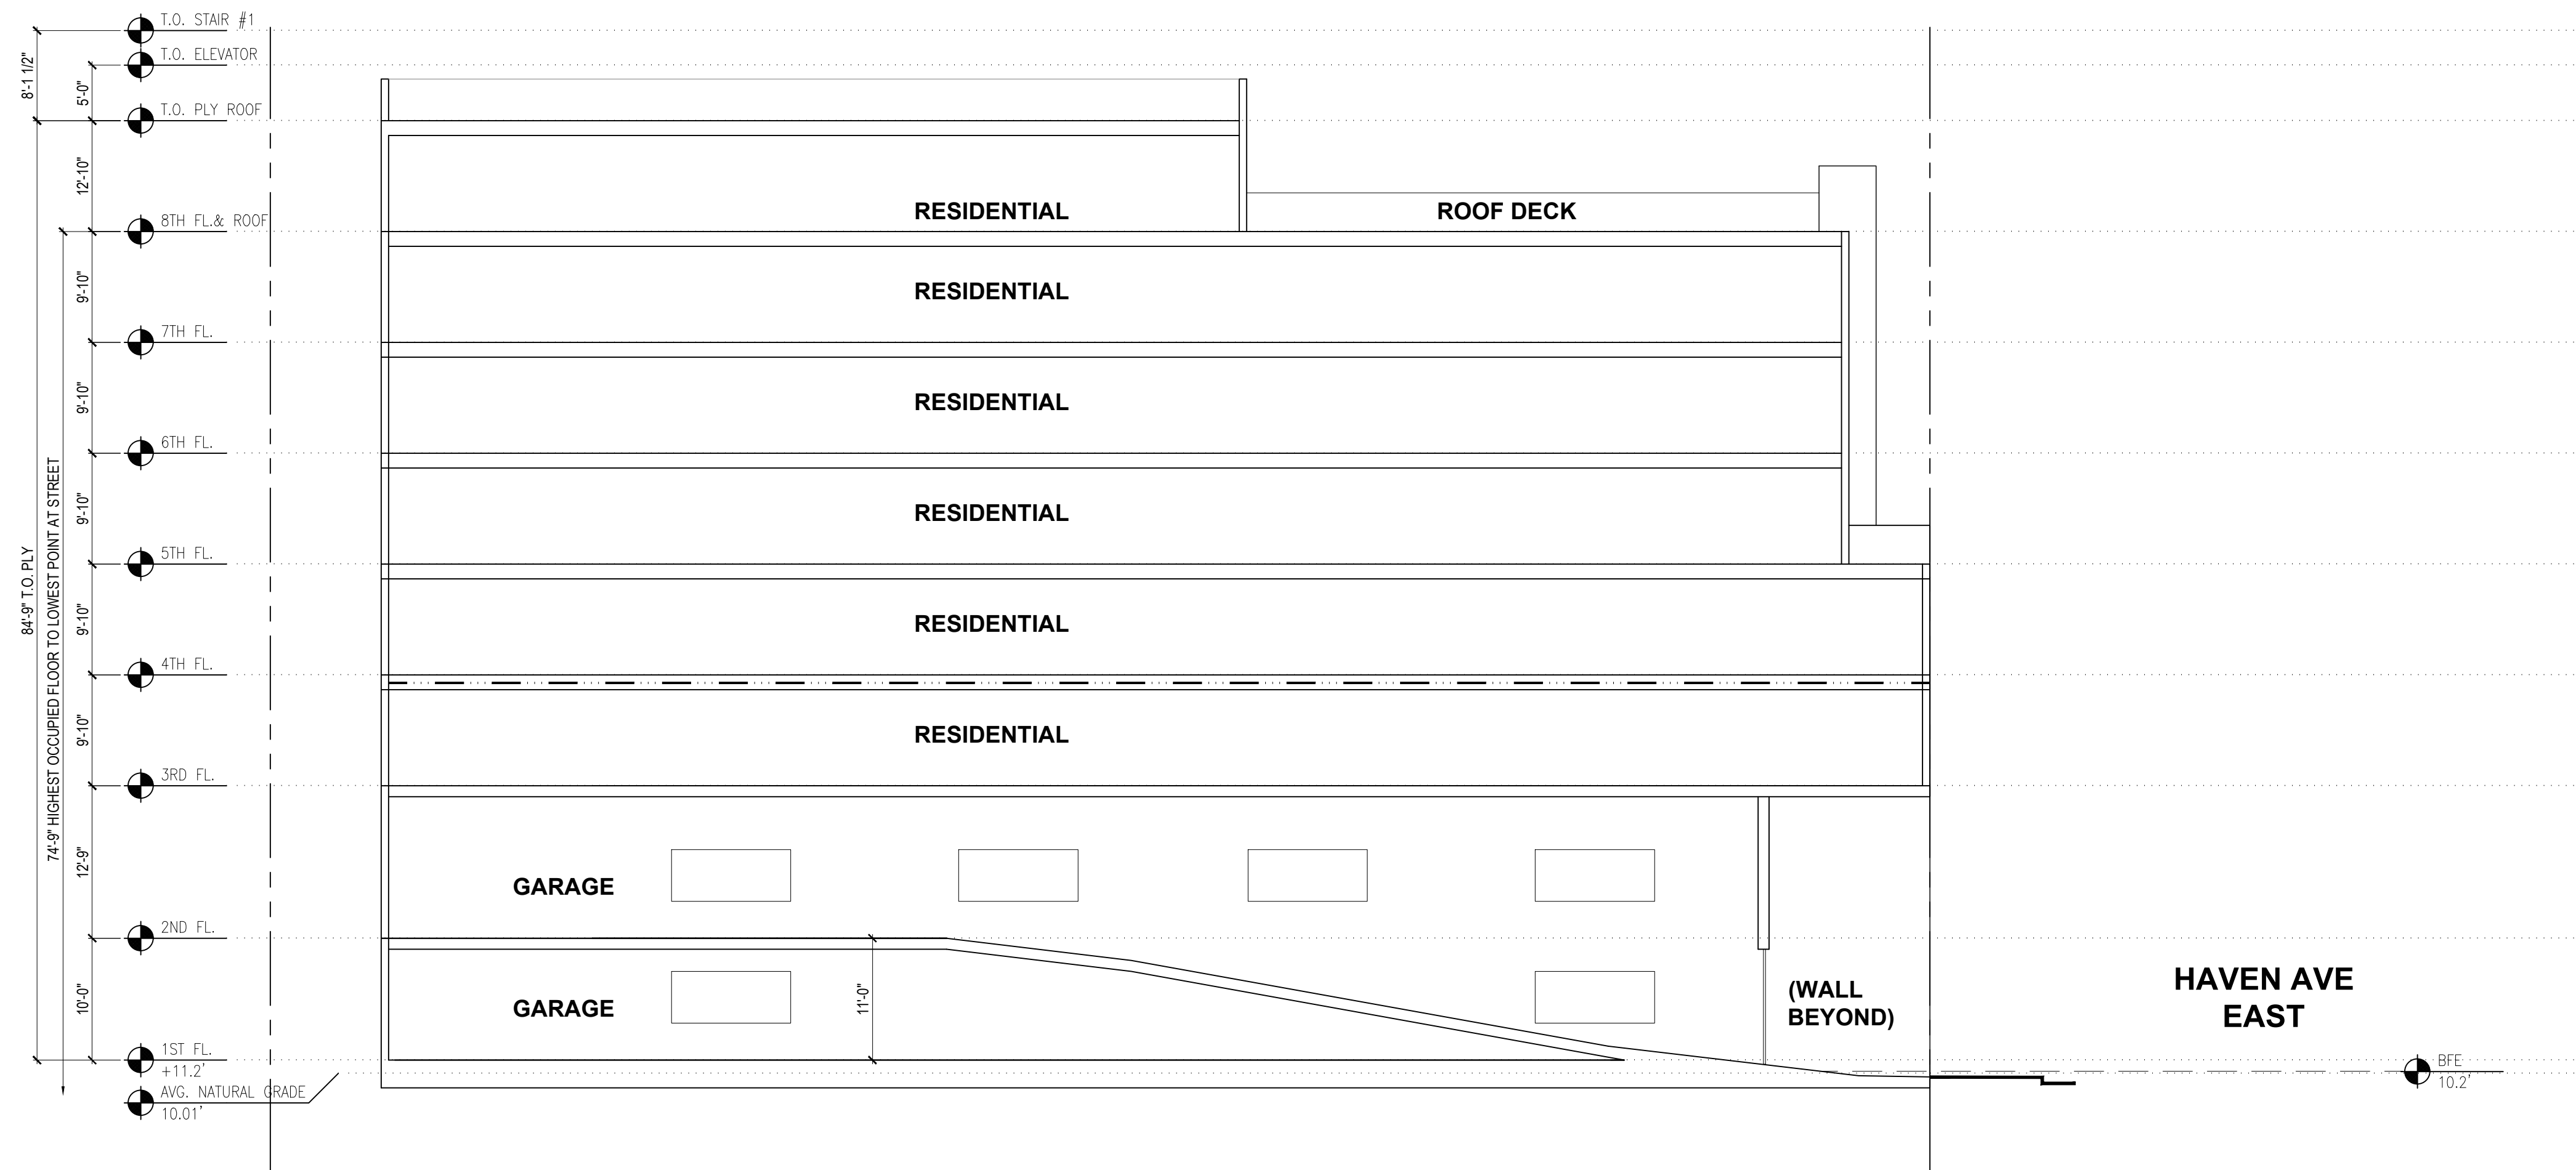 T.O. STAIR #1
8'-1 1/2"
T.O. ELEVATOR
5'-0"
T.O. PLY ROOF
12'-10"
RESIDENTIAL
ROOF DECK
8TH FL.& ROOF
9'-10"
RESIDENTIAL
7TH FL.
9'-10"
RESIDENTIAL
6TH FL.
9'-10"
RESIDENTIAL
5TH FL.
84'-9" T.O. PLY
74'-9" HIGHEST OCCUPIED FLOOR TO LOWEST POINT AT STREET
9'-10"
RESIDENTIAL
4TH FL.
9'-10"
RESIDENTIAL
3RD FL.
12'-9"
GARAGE
2ND FL.
10'-0"
GARAGE
11'-0"
(WALL
BEYOND)
HAVEN AVE
EAST
1ST FL.
+11.2'
AVG. NATURAL GRADE
10.01'
BFE
10.2'